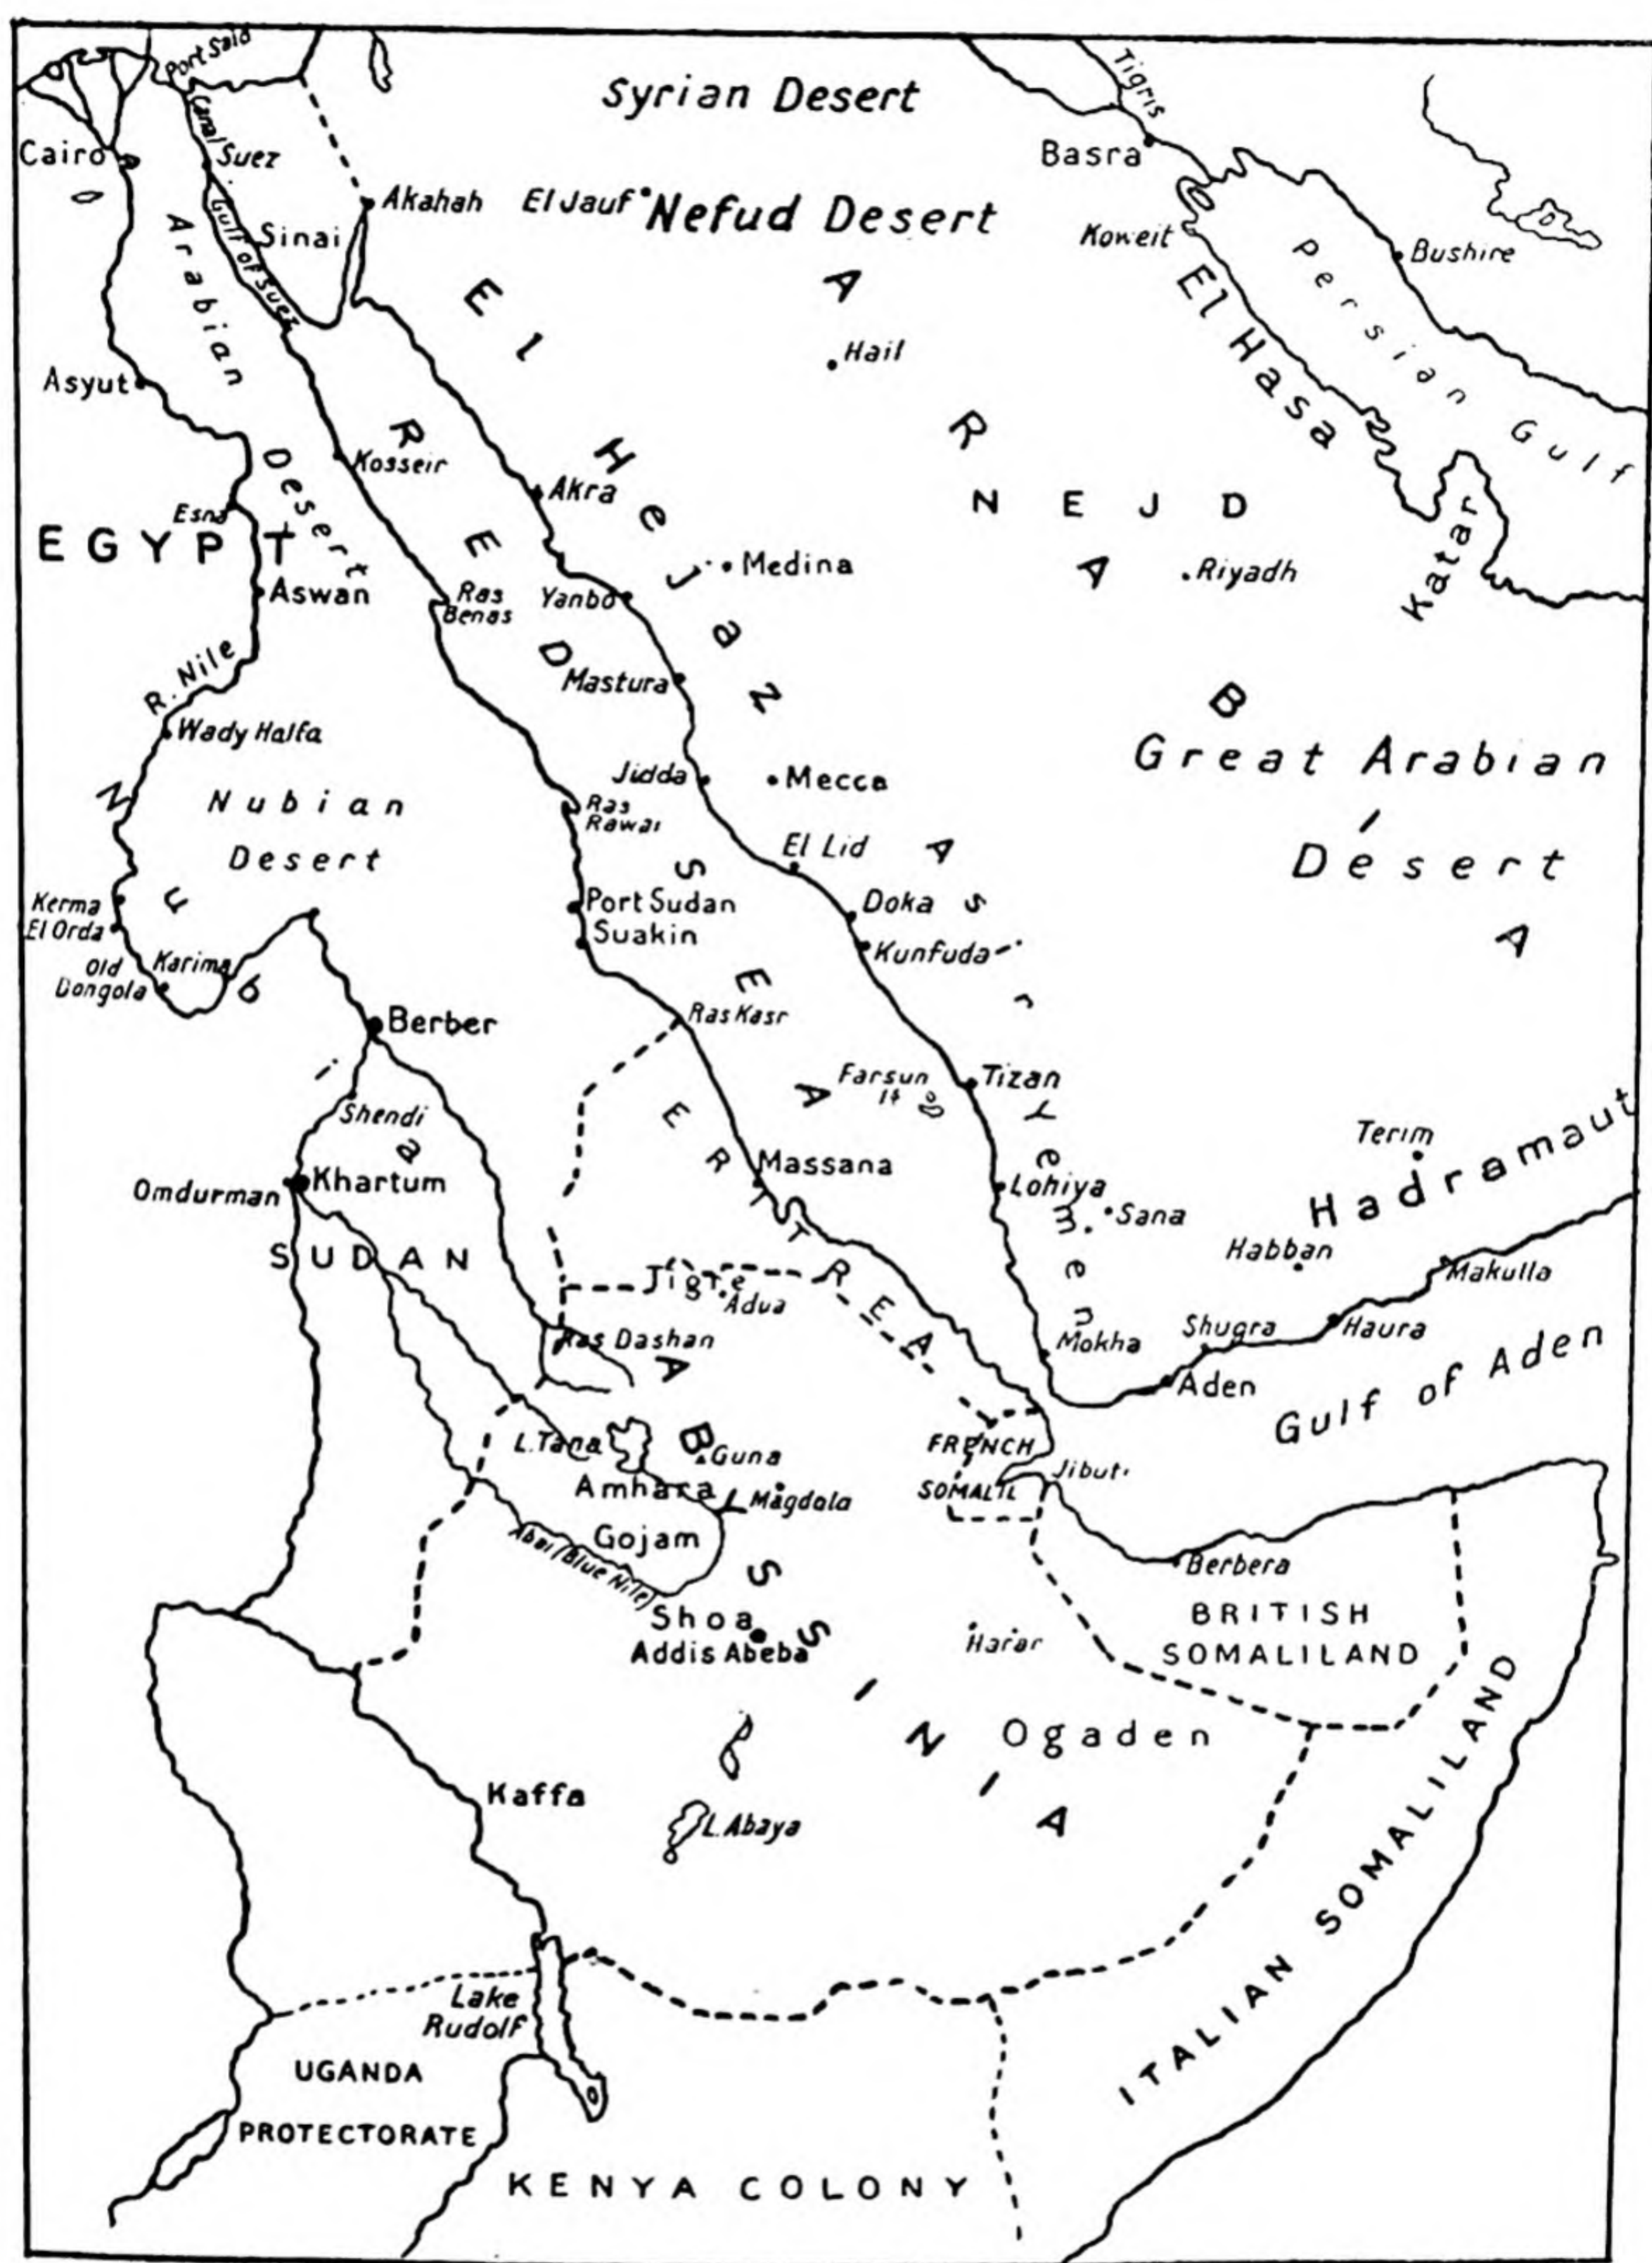 Port Said
Canal
Syrian Desert
Tigris
Cairo
Suez
Basra
Akahah
El Jauf
Nefud Desert
Gulf of Suez
Sinai
Koweit
Bushire
Persian Gulf
Arabian Desert
El Hasa
El Hejaz
Hail
Asyut
RED SEA
ARABIA
Kosseir
Akra
NEJD
Esna
EGYPT
Medina
Riyadh
Katar
Aswan
Ras
Benas
Yanbo
R. Nile
Mastura
Wady Halfa
Great Arabian
Desert
Jidda
Mecca
Nubia
Nubian
Desert
Ras
Rawai
El Lid
Asir
Kerma
El Orda
Port Sudan
Suakin
Doka
Kunfuda
Old
Dongola
Karima
Berber
Ras Kasr
Farsun
Is
Tizan
Yemen
Shendi
ERITREA
Terim
Hadramaut
Massana
Omdurman
Khartum
Lohiya
Sana
SUDAN
Habban
Makulla
Jigre
Adua
Ras Dashan
Mokha
Shugra
Haura
Aden
Gulf of Aden
ABYSSINIA
L. Tana
Guna
FRENCH
SOMALIL
Jibuti
Amhara
Magdala
Gojam
Abai (Blue Nile)
Berbera
Shoa
Addis Abeba
Harar
BRITISH
SOMALILAND
Ogaden
Kaffa
L. Abaya
ITALIAN SOMALILAND
Lake
Rudolf
UGANDA
PROTECTORATE
KENYA COLONY